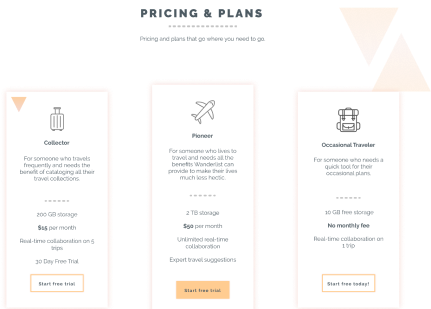 PRICING & PLANS
Pricing and plans that go where you need to go.
Collector
For someone who travels
frequently and needs the
benefit of cataloging all their
travel collections.
200 GB storage
$15 per month
Real-time collaboration on 5
trips
30 Day Free Trial
Start free trial
Pioneer
For someone who lives to
travel and needs all the
benefits Wanderlist can
provide to make their lives
much less hectic.
2 TB storage
$50 per month
Unlimited real-time
collaboration
Expert travel suggestions
Start free trial
Occasional Traveler
For someone who needs a
quick tool for their
occasional plans.
10 GB free storage
No monthly fee
Real-time collaboration on
1 trip
Start free today!